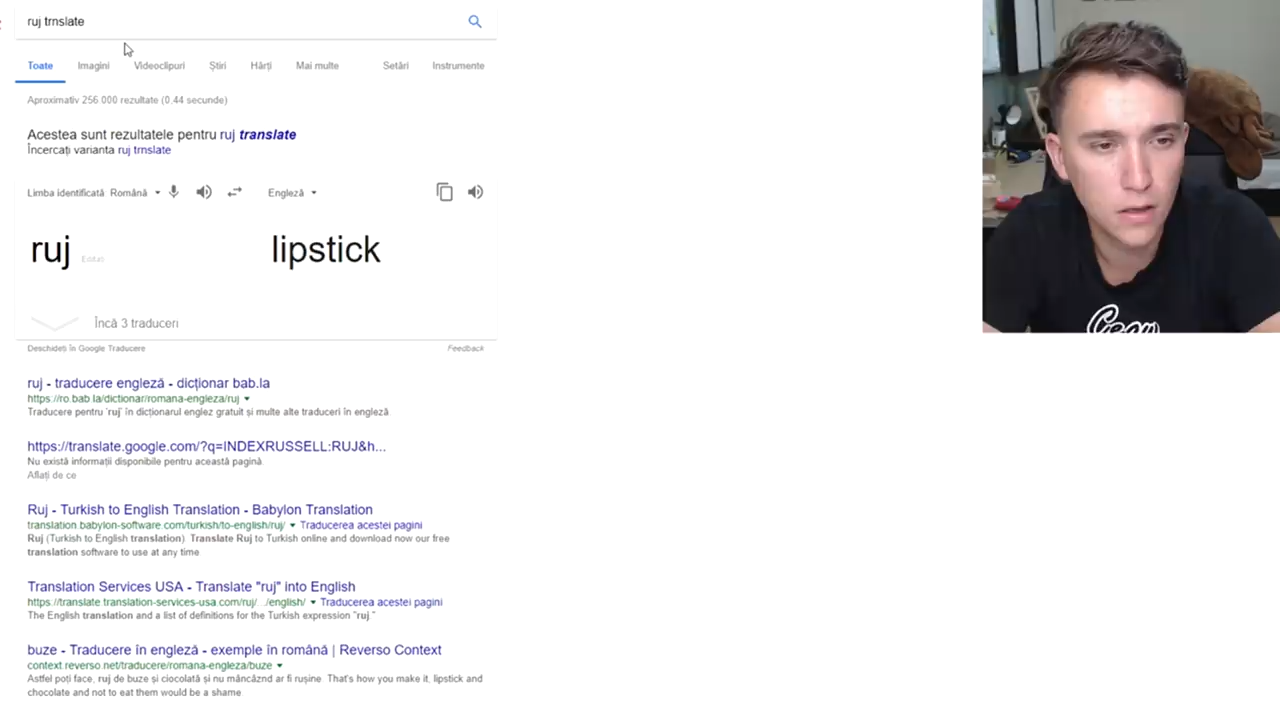 ruj trnslate
Toate Imagini Videoclipuri Știri Hărți Mai multe Setări Instrumente
Aproximativ 256.000 rezultate (0,44 secunde)
Acestea sunt rezultatele pentru ruj translate
Încercați varianta ruj trnslate
Limba identificată Română Engleză
ruj Editați lipstick
Încă 3 traduceri
Deschideți în Google Traducere Feedback
ruj - traducere engleză - dicționar bab.la
https://ro.bab.la/dictionar/romana-engleza/ruj
Traducere pentru 'ruj' în dicționarul englez gratuit și multe alte traduceri în engleză.
https://translate.google.com/?q=INDEXRUSSELL:RUJ&h...
Nu există informații disponibile pentru această pagină.
Aflați de ce
Ruj - Turkish to English Translation - Babylon Translation
translation.babylon-software.com/turkish/to-english/ruj/ Traducerea acestei pagini
Ruj (Turkish to English translation). Translate Ruj to Turkish online and download now our free
translation software to use at any time
Translation Services USA - Translate "ruj" into English
https://translate.translation-services-usa.com/ruj/.../english/ Traducerea acestei pagini
The English translation and a list of definitions for the Turkish expression "ruj."
buze - Traducere în engleză - exemple în română | Reverso Context
context.reverso.net/traducere/romana-engleza/buze
Astfel poți face, ruj de buze și ciocolată și nu mâncăznd ar fi rușine. That's how you make it, lipstick and
chocolate and not to eat them would be a shame